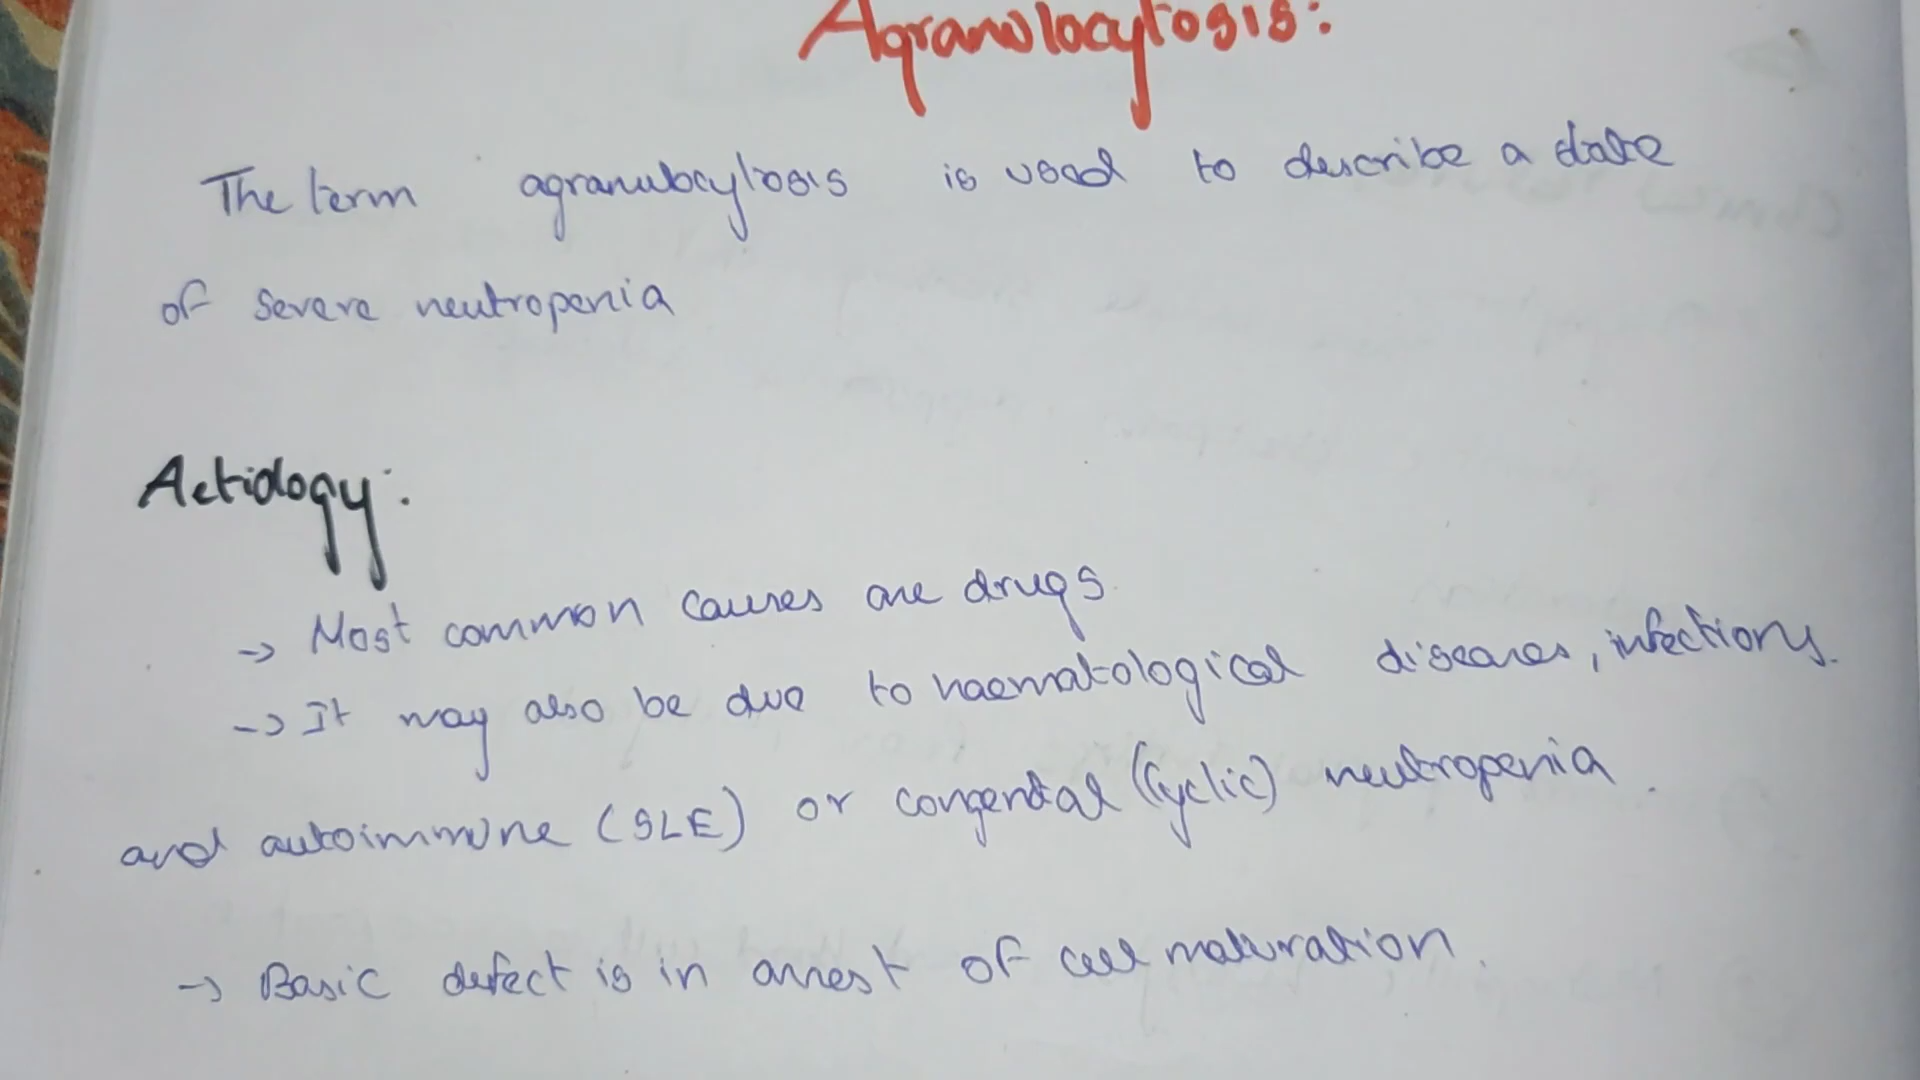 Agranulocytosis:
The term agranulocytosis is used to describe a state
of severe neutropenia
Aetiology:
-> Most common causes are drugs.
-> It may also be due to haematological diseases, infections.
and autoimmune (SLE) or congenital (Cyclic) neutropenia.
-> Basic defect is in arrest of cell maturation.